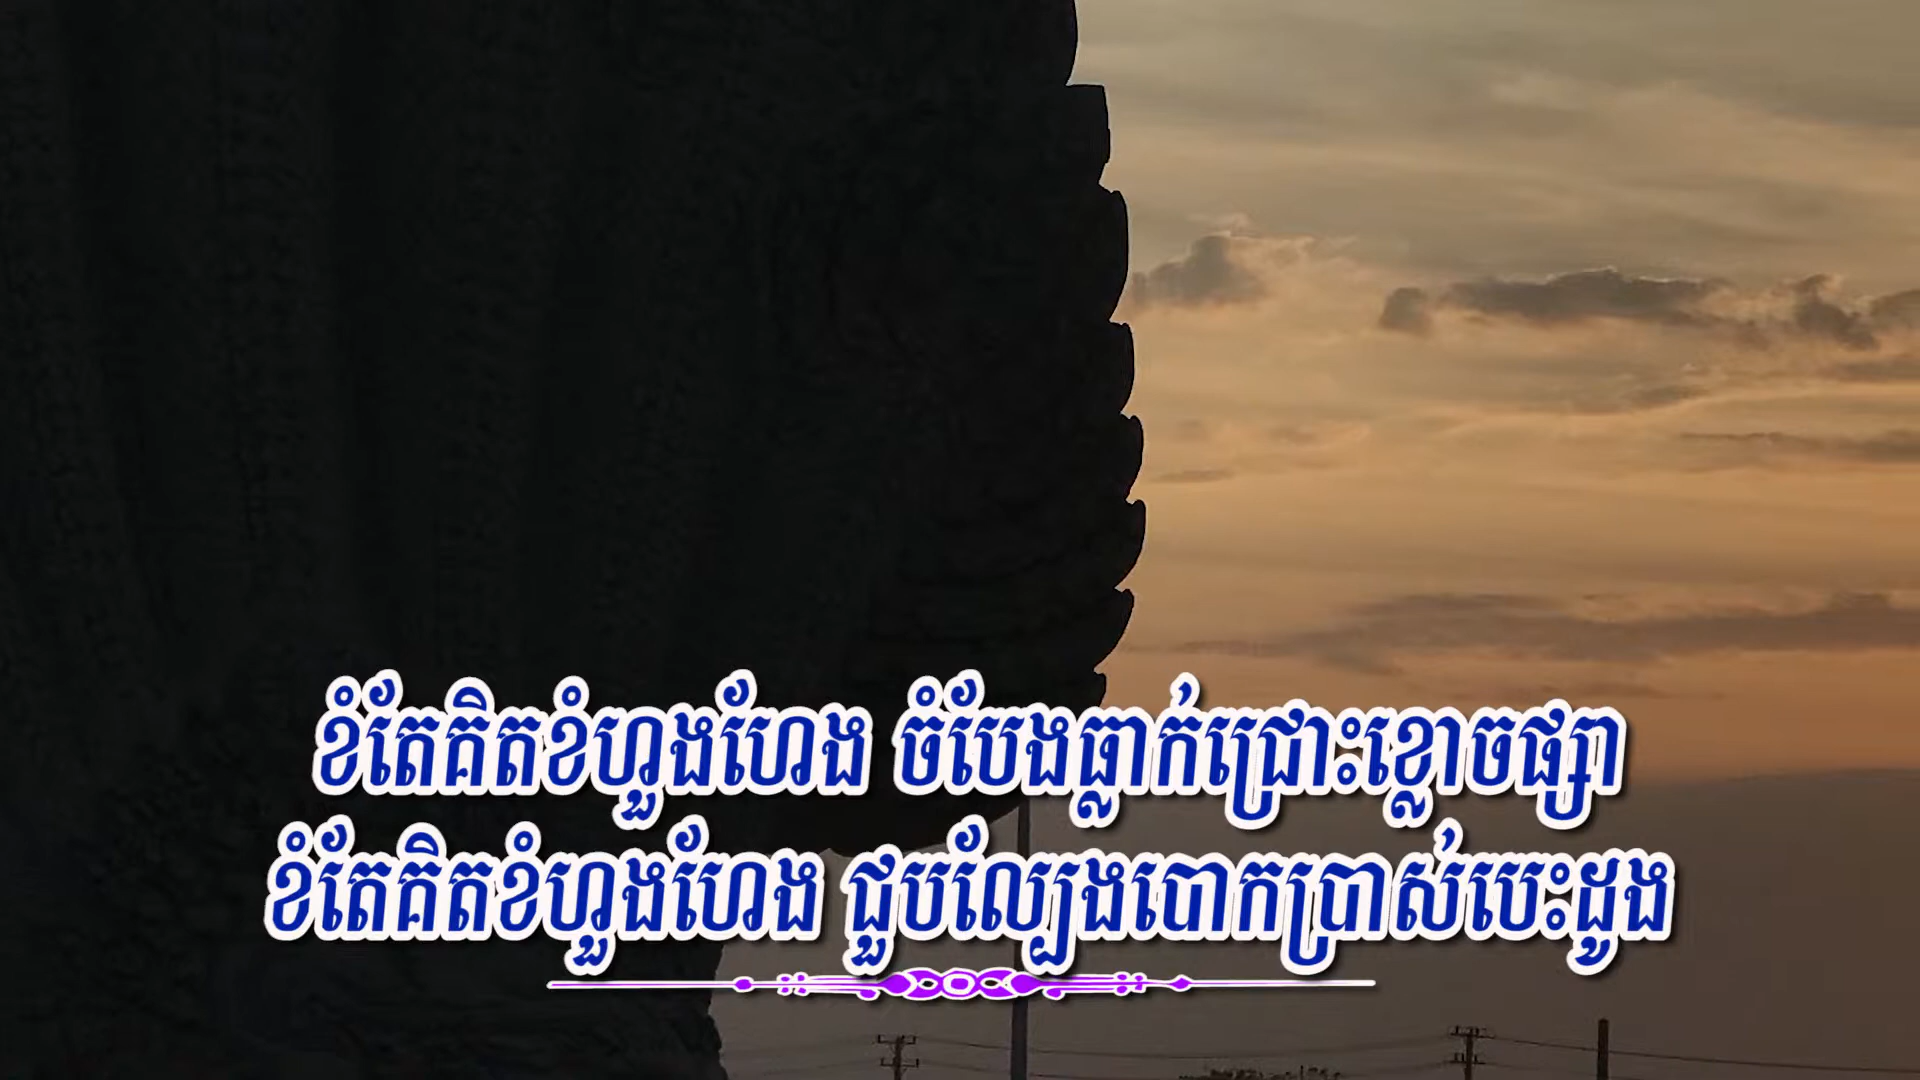 ខំតែគិតខំហួងហែង ចំបែងធ្លាក់ជ្រោះខ្លោចផ្សា
ខំតែគិតខំហួងហែង ជួបល្បែងបោកប្រាស់បេះដូង